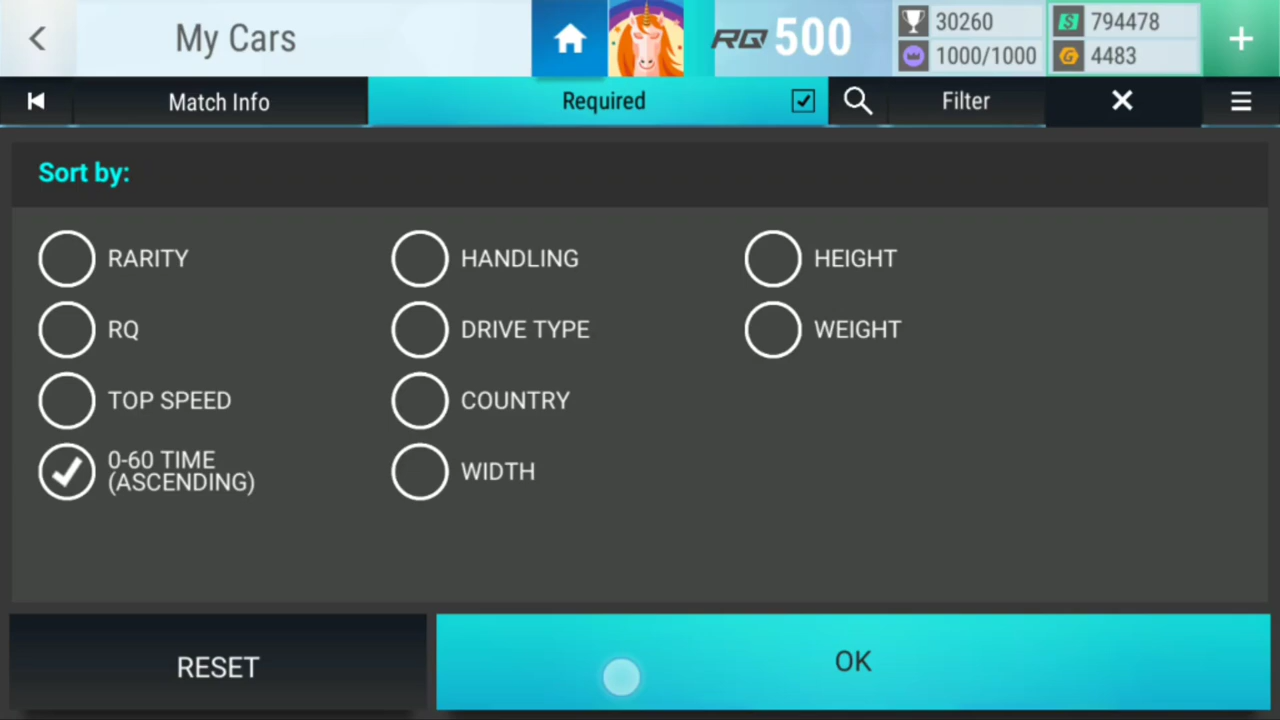 My Cars
RQ 500
30260
1000/1000
794478
4483
Match Info
Required
Filter
Sort by:
RARITY
HANDLING
HEIGHT
RQ
DRIVE TYPE
WEIGHT
TOP SPEED
COUNTRY
0-60 TIME
(ASCENDING)
WIDTH
RESET
OK